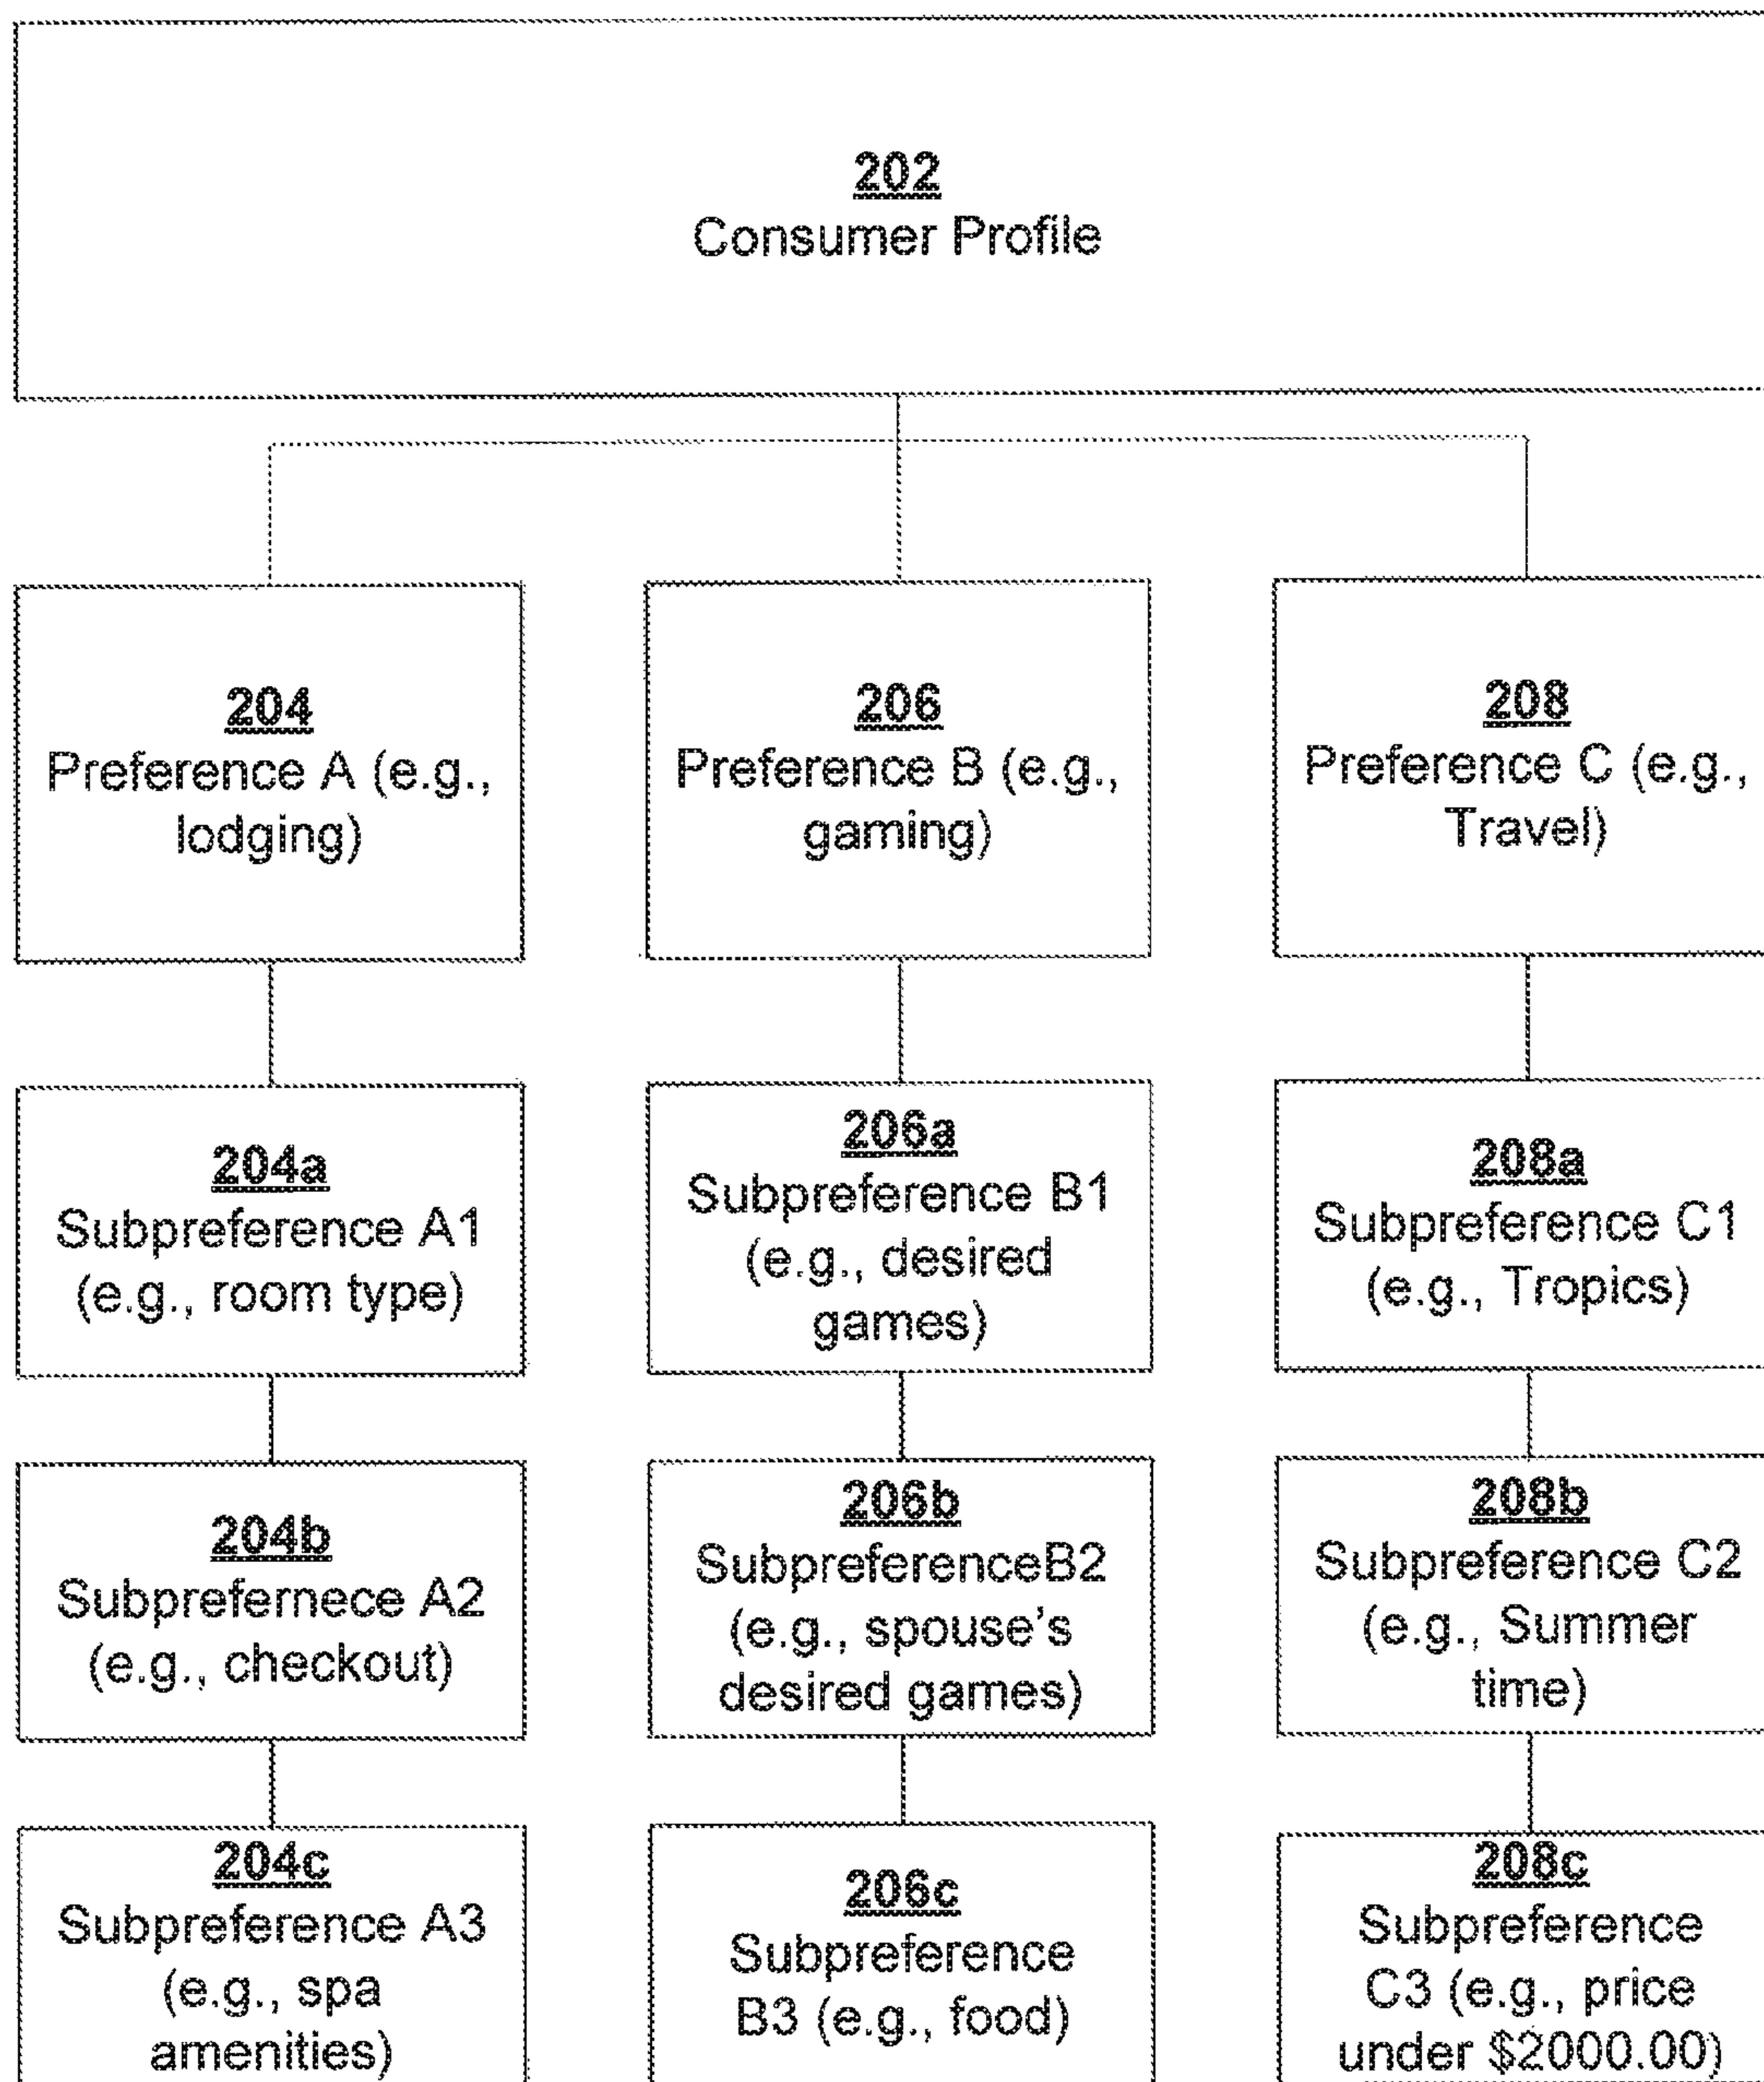 202
Consumer Profile
204
Preference A (e.g.,
lodging)
206
Preference B (e.g.,
gaming)
208
Preference C (e.g.,
Travel)
204a
Subpreference A1
(e.g., room type)
206a
Subpreference B1
(e.g., desired
games)
208a
Subpreference C1
(e.g., Tropics)
204b
Subprefernece A2
(e.g., checkout)
206b
SubpreferenceB2
(e.g., spouse's
desired games)
208b
Subpreference C2
(e.g., Summer
time)
204c
Subpreference A3
(e.g., spa
amenities)
206c
Subpreference
B3 (e.g., food)
208c
Subpreference
C3 (e.g., price
under $2000.00)